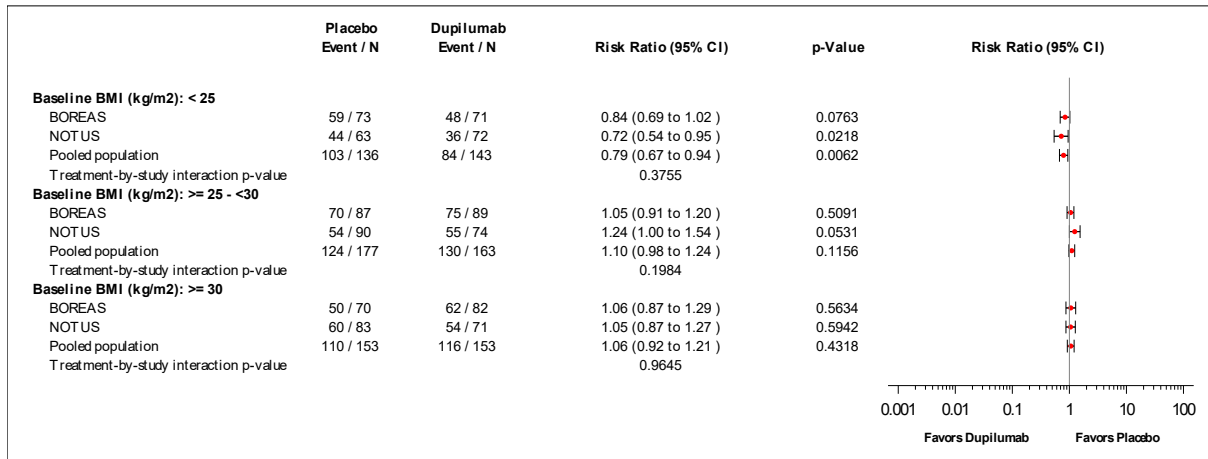 Placebo Dupilumab
Event / N Event / N Risk Ratio (95% CI) p-Value Risk Ratio (95% CI)
Baseline BMI (kg/m2): < 25
BOREAS 59 / 73 48 / 71 0.84 (0.69 to 1.02 ) 0.0763
NOTUS 44 / 63 36 / 72 0.72 (0.54 to 0.95 ) 0.0218
Pooled population 103 / 136 84 / 143 0.79 (0.67 to 0.94 ) 0.0062
Treatment-by-study interaction p-value 0.3755
Baseline BMI (kg/m2): >= 25 - <30
BOREAS 70 / 87 75 / 89 1.05 (0.91 to 1.20 ) 0.5091
NOTUS 54 / 90 55 / 74 1.24 (1.00 to 1.54 ) 0.0531
Pooled population 124 / 177 130 / 163 1.10 (0.98 to 1.24 ) 0.1156
Treatment-by-study interaction p-value 0.1984
Baseline BMI (kg/m2): >= 30
BOREAS 50 / 70 62 / 82 1.06 (0.87 to 1.29 ) 0.5634
NOTUS 60 / 83 54 / 71 1.05 (0.87 to 1.27 ) 0.5942
Pooled population 110 / 153 116 / 153 1.06 (0.92 to 1.21 ) 0.4318
Treatment-by-study interaction p-value 0.9645
0.001 0.01 0.1 1 10 100
Favors Dupilumab Favors Placebo